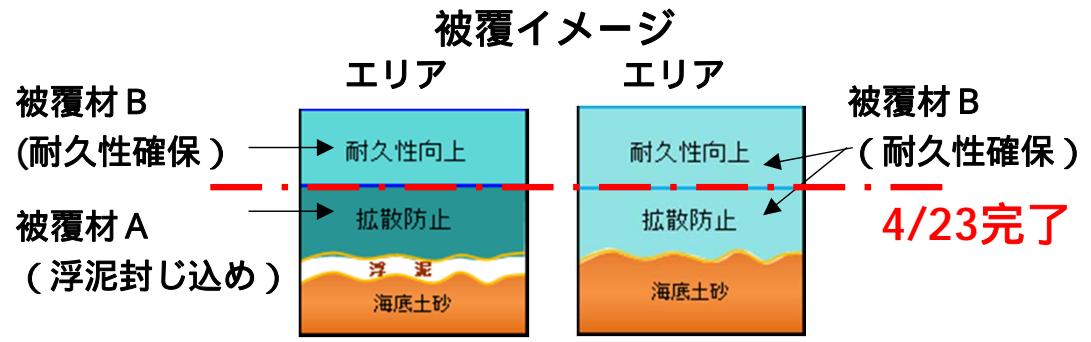 被覆イメージ
エリア
エリア
被覆材B
(耐久性確保)
被覆材B
(耐久性確保)
耐久性向上
耐久性向上
4/23完了
被覆材A
(浮泥封じ込め)
拡散防止
拡散防止
浮泥
海底土砂
海底土砂